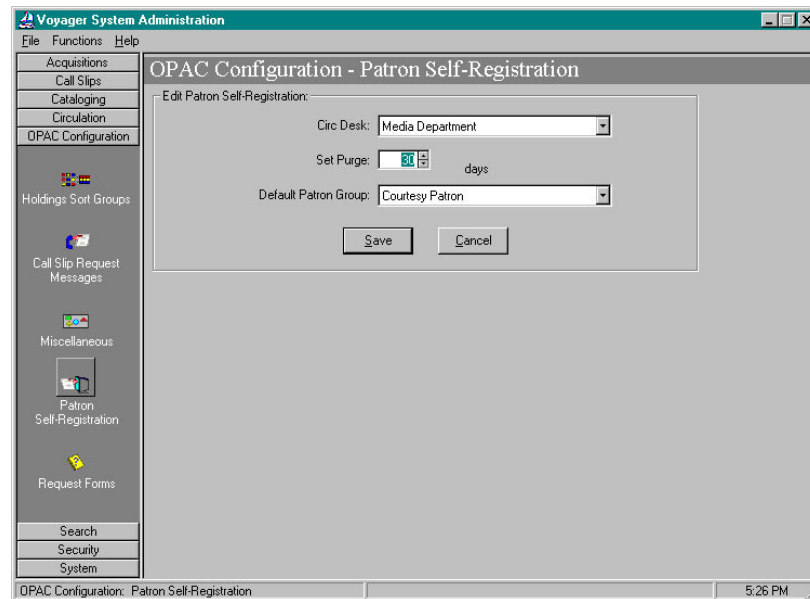 Voyager System Administration
File Functions Help
Acquisitions
Call Slips
Cataloging
Circulation
OPAC Configuration
Holdings Sort Groups
Call Slip Request
Messages
Miscellaneous
Patron
Self-Registration
Request Forms
Search
Security
System
OPAC Configuration - Patron Self-Registration
Edit Patron Self-Registration:
Circ Desk: Media Department
Set Purge: 30 days
Default Patron Group: Courtesy Patron
Save Cancel
OPAC Configuration: Patron Self-Registration 5:26 PM